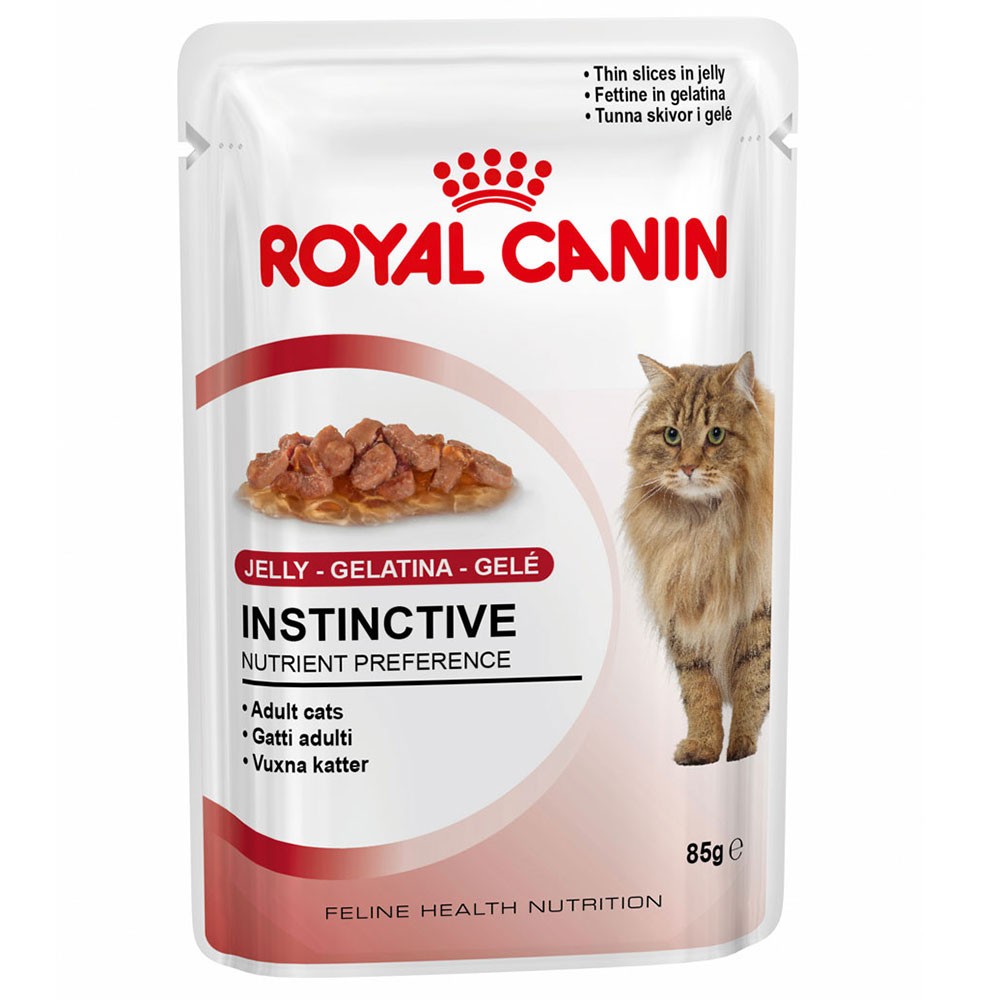 • Thin slices in jelly
• Fettine in gelatina
• Tunna skivor i gelé
ROYAL CANIN
JELLY - GELATINA - GELÉ
INSTINCTIVE
NUTRIENT PREFERENCE
• Adult cats
• Gatti adulti
• Vuxna katter
85g ℮
FELINE HEALTH NUTRITION